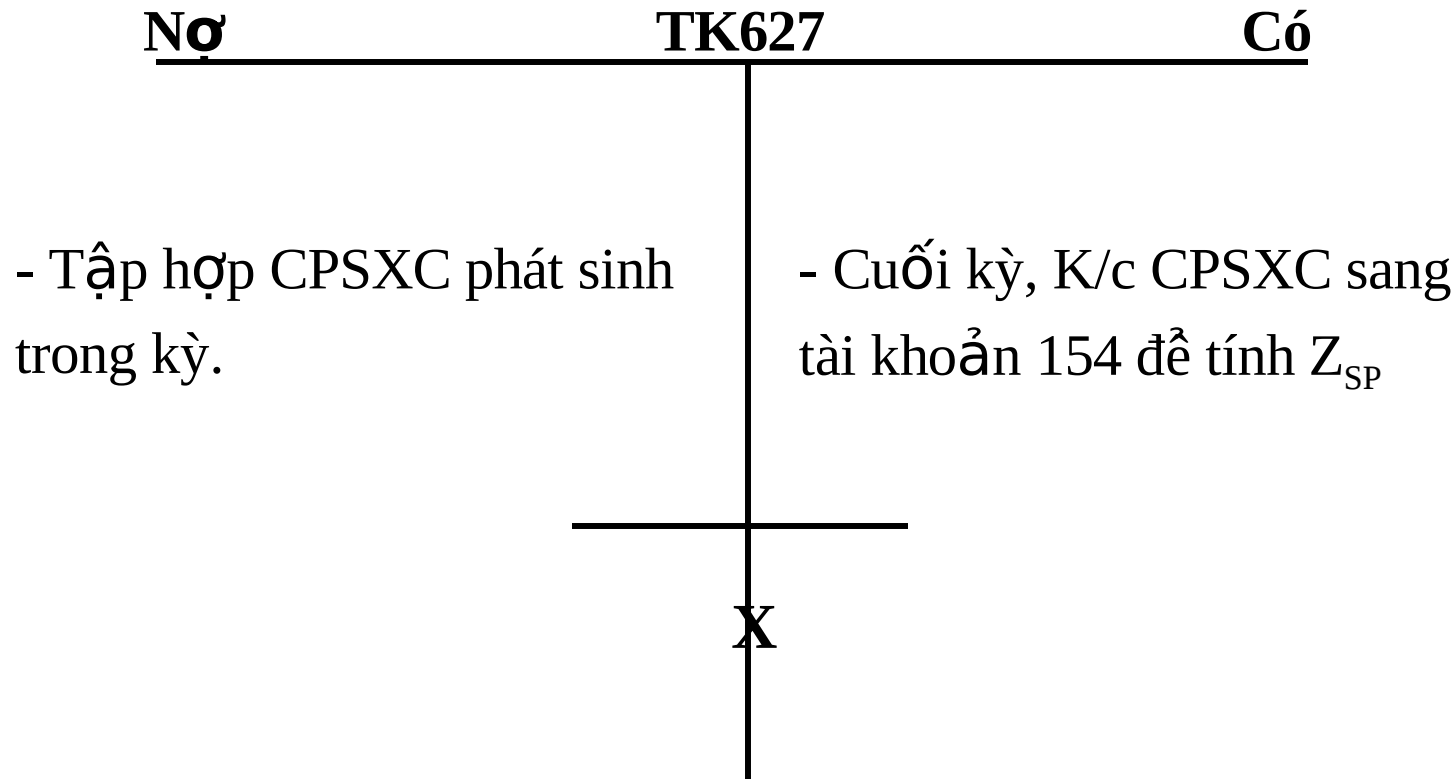 Nợ TK627 Có
- Tập hợp CPSXC phát sinh
trong kỳ.
- Cuối kỳ, K/c CPSXC sang
tài khoản 154 để tính ZSP
X